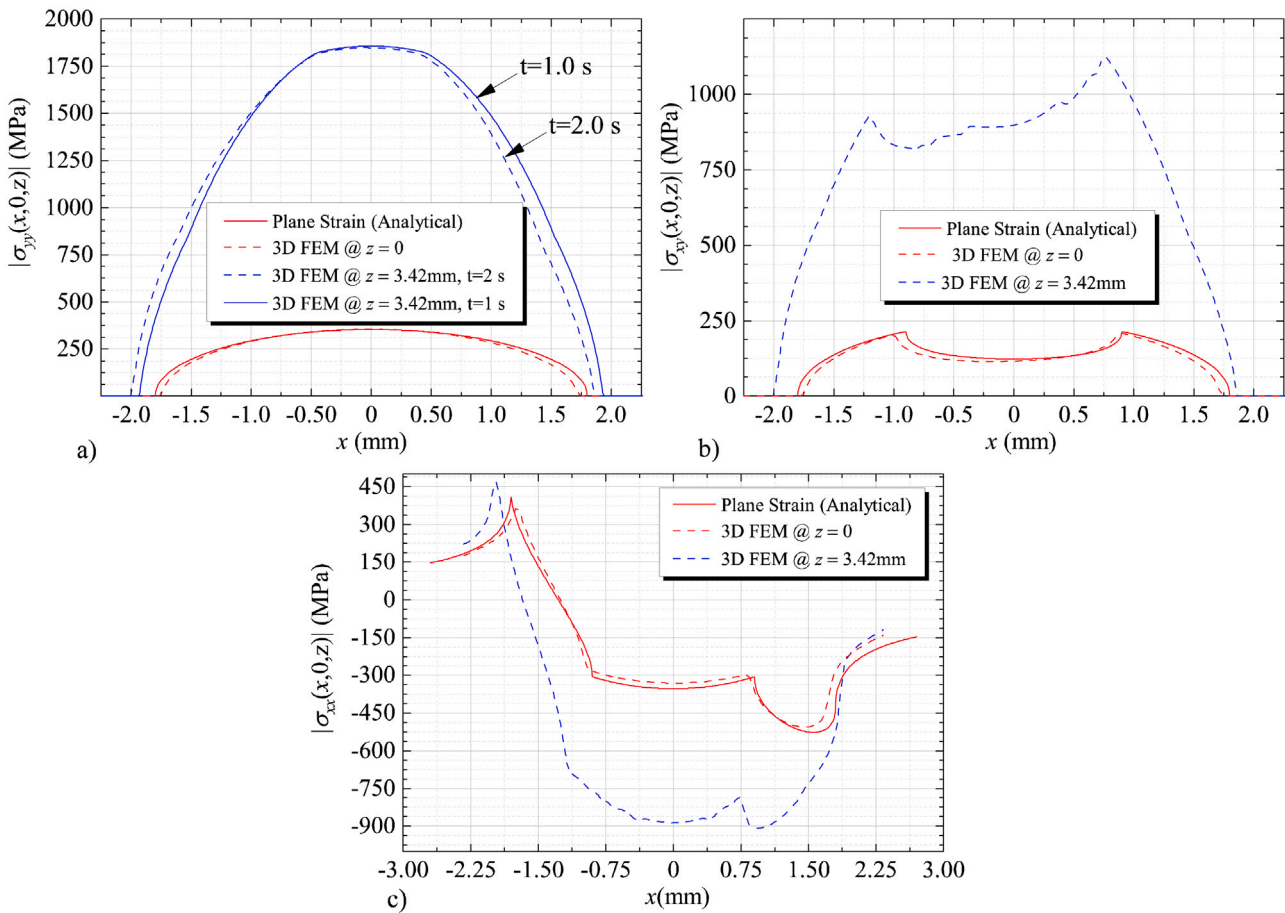 2000
1750
1500
1250
1000
750
500
250
|σyy(x,0,z)| (MPa)
t=1.0 s
t=2.0 s
Plane Strain (Analytical)
3D FEM @ z = 0
3D FEM @ z = 3.42mm, t=2 s
3D FEM @ z = 3.42mm, t=1 s
-2.0 -1.5 -1.0 -0.50 0 0.50 1.0 1.5 2.0
x (mm)
a)
1000
750
500
250
0
|σxy(x,0,z)| (MPa)
Plane Strain (Analytical)
3D FEM @ z = 0
3D FEM @ z = 3.42mm
-2.0 -1.5 -1.0 -0.5 0 0.5 1.0 1.5 2.0
x (mm)
b)
450
300
150
0
-150
-300
-450
-600
-750
-900
|σxx(x,0,z)| (MPa)
Plane Strain (Analytical)
3D FEM @ z = 0
3D FEM @ z = 3.42mm
-3.00 -2.25 -1.50 -0.75 0 0.75 1.50 2.25 3.00
x(mm)
c)